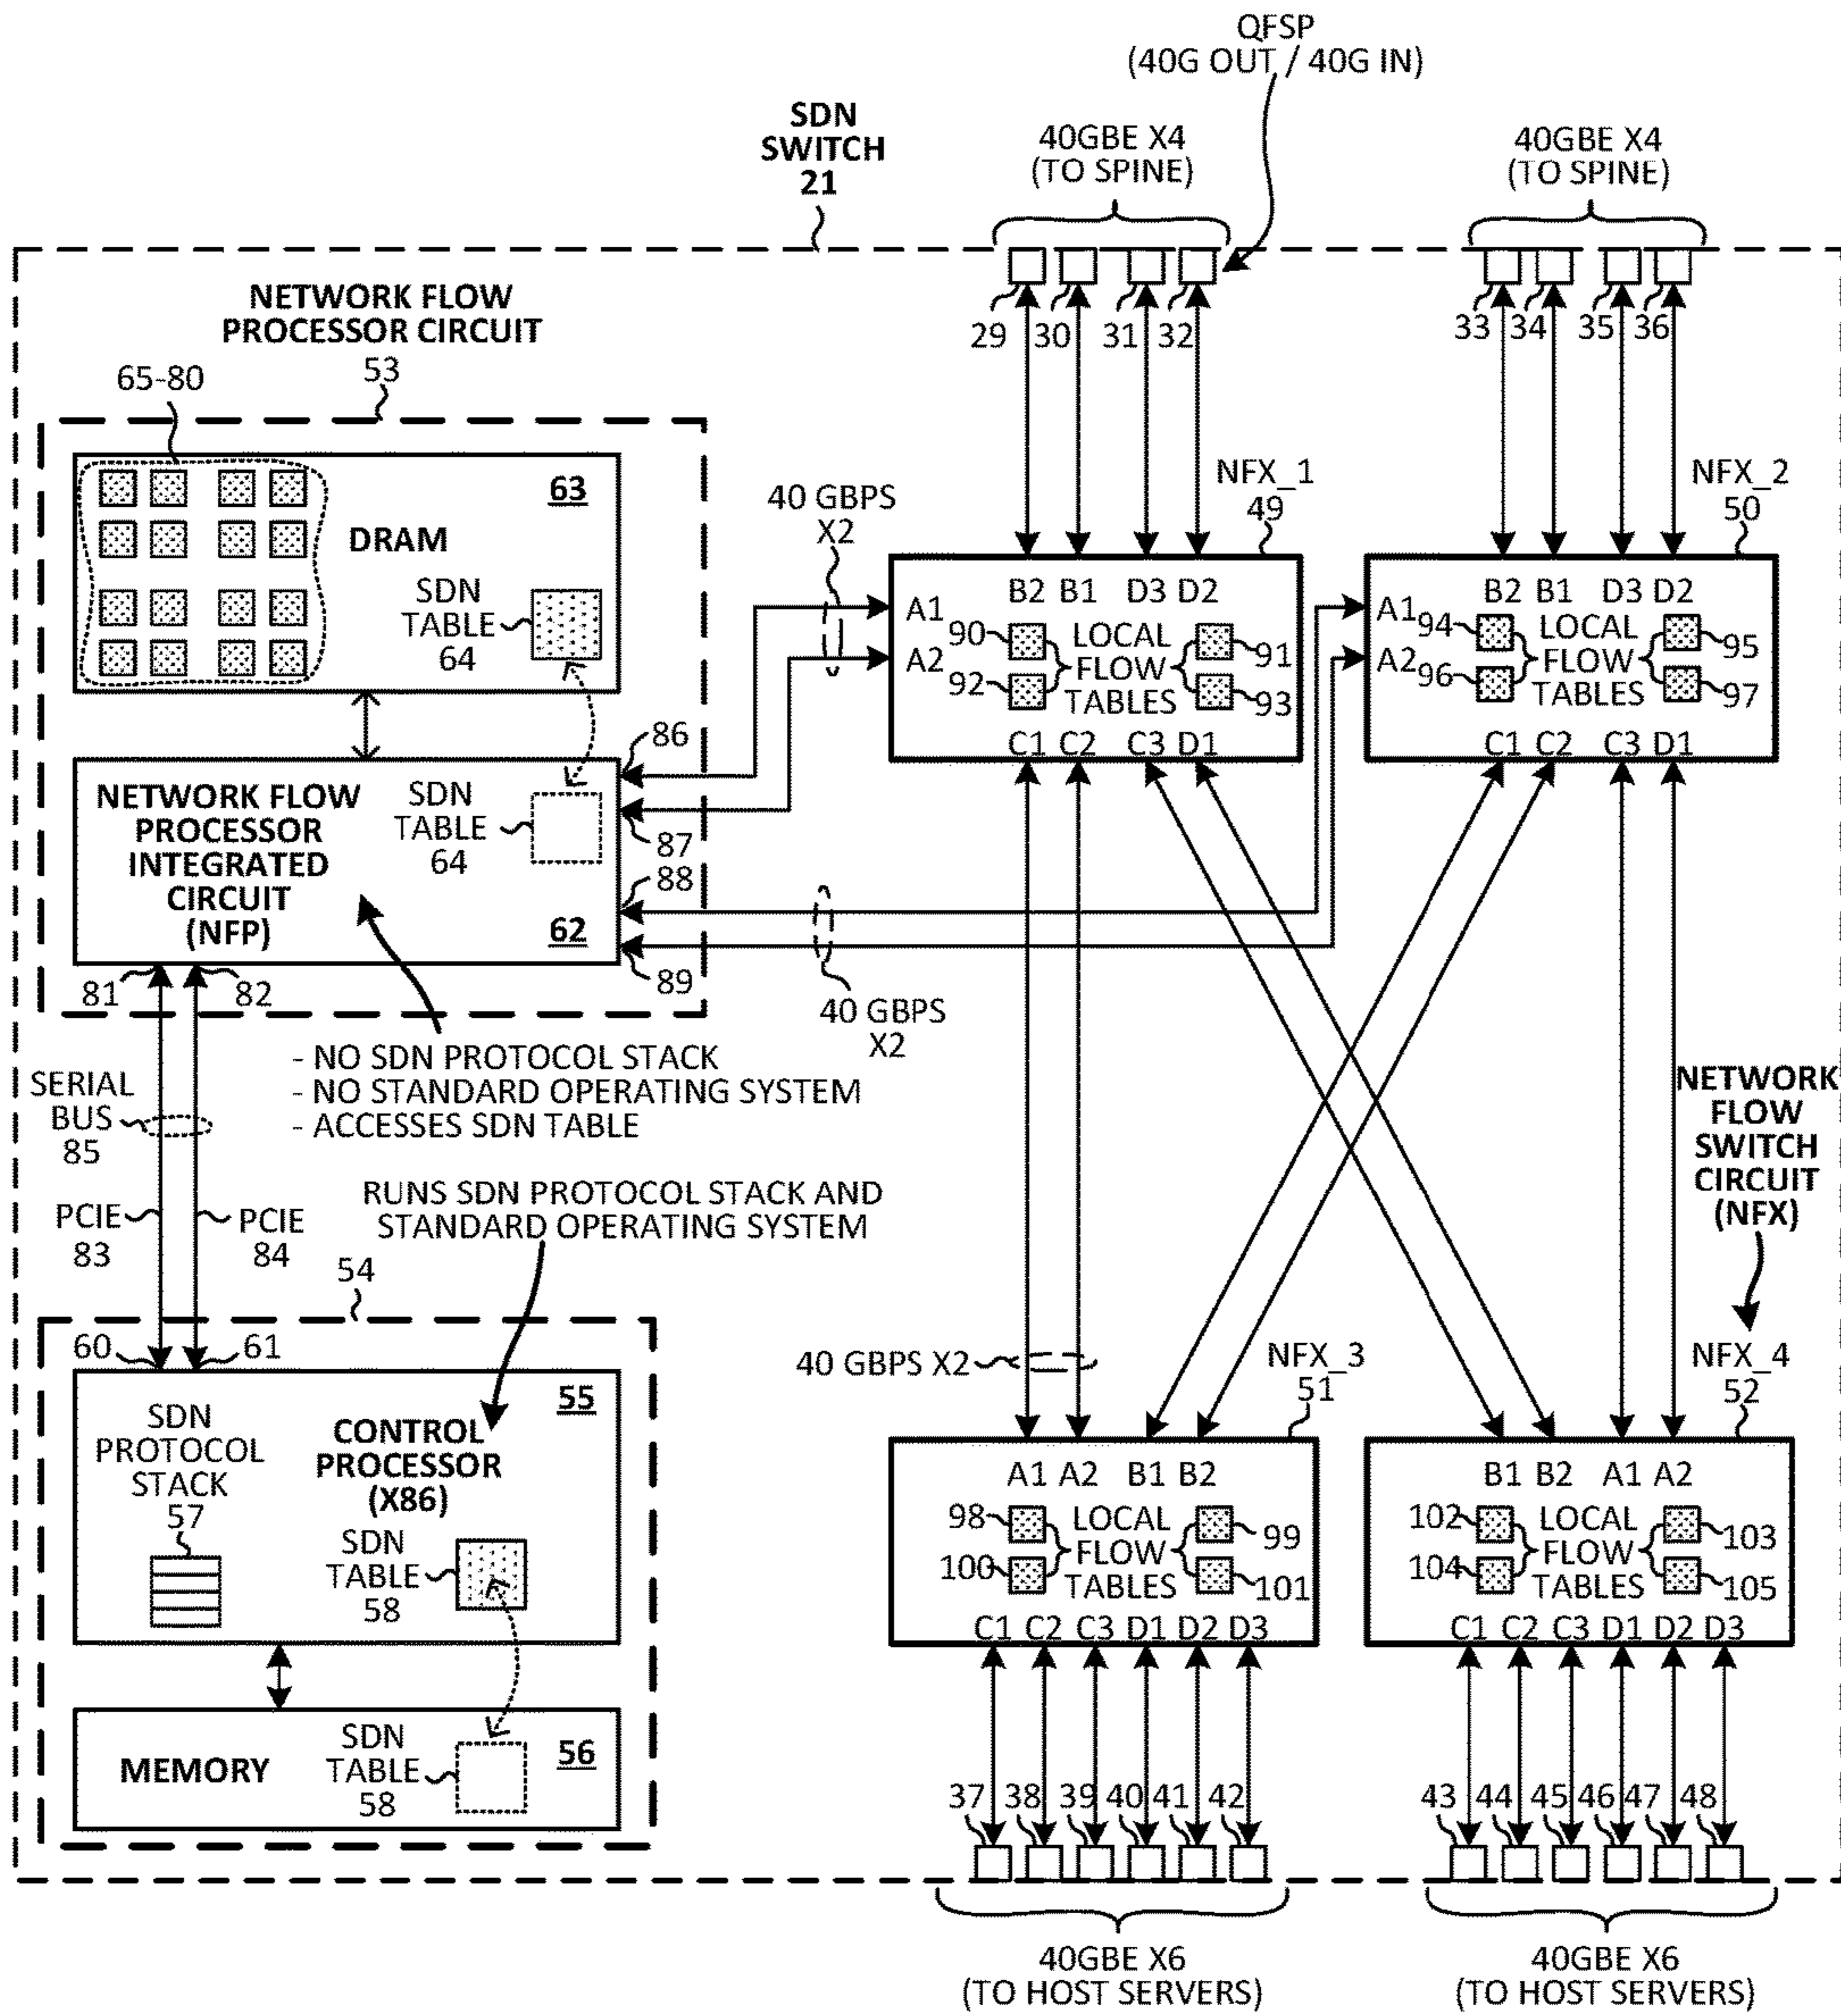 QFSP
(40G OUT / 40G IN)
SDN
SWITCH
21
40GBE X4
(TO SPINE)
40GBE X4
(TO SPINE)
29 30 31 32
33 34 35 36
NETWORK FLOW
PROCESSOR CIRCUIT
53
65-80
63
DRAM
SDN
TABLE
64
NETWORK FLOW
PROCESSOR
INTEGRATED
CIRCUIT
(NFP)
SDN
TABLE
64
62
86
87
88
89
81 82
40 GBPS
X2
40 GBPS
X2
NFX_1
49
A1
A2
B2 B1 D3 D2
90 LOCAL 91
92 FLOW 93
TABLES
C1 C2 C3 D1
NFX_2
50
A1
A2
B2 B1 D3 D2
94 LOCAL 95
96 FLOW 97
TABLES
C1 C2 C3 D1
- NO SDN PROTOCOL STACK
- NO STANDARD OPERATING SYSTEM
- ACCESSES SDN TABLE
SERIAL
BUS
85
PCIE
83
PCIE
84
RUNS SDN PROTOCOL STACK AND
STANDARD OPERATING SYSTEM
NETWORK
FLOW
SWITCH
CIRCUIT
(NFX)
54
60 61
55
SDN
PROTOCOL
STACK
57
CONTROL
PROCESSOR
(X86)
SDN
TABLE
58
MEMORY
SDN
TABLE
58
56
40 GBPS X2
NFX_3
51
A1 A2 B1 B2
98 LOCAL 99
100 FLOW 101
TABLES
C1 C2 C3 D1 D2 D3
NFX_4
52
B1 B2 A1 A2
102 LOCAL 103
104 FLOW 105
TABLES
C1 C2 C3 D1 D2 D3
37 38 39 40 41 42
43 44 45 46 47 48
40GBE X6
(TO HOST SERVERS)
40GBE X6
(TO HOST SERVERS)